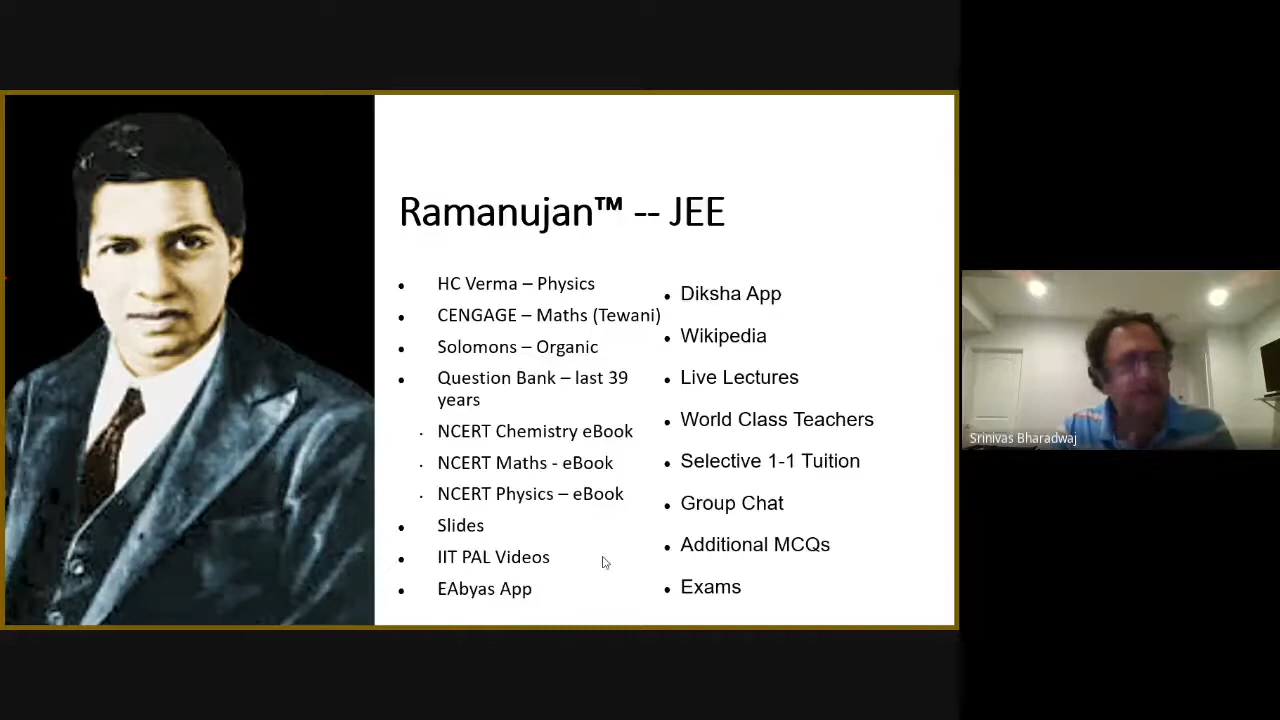 Ramanujan™ -- JEE
HC Verma – Physics
CENGAGE – Maths (Tewani)
Solomons – Organic
Question Bank – last 39
years
NCERT Chemistry eBook
NCERT Maths - eBook
NCERT Physics – eBook
Slides
IIT PAL Videos
EAbyas App
Diksha App
Wikipedia
Live Lectures
World Class Teachers
Selective 1-1 Tuition
Group Chat
Additional MCQs
Exams
Srinivas Bharadwaj